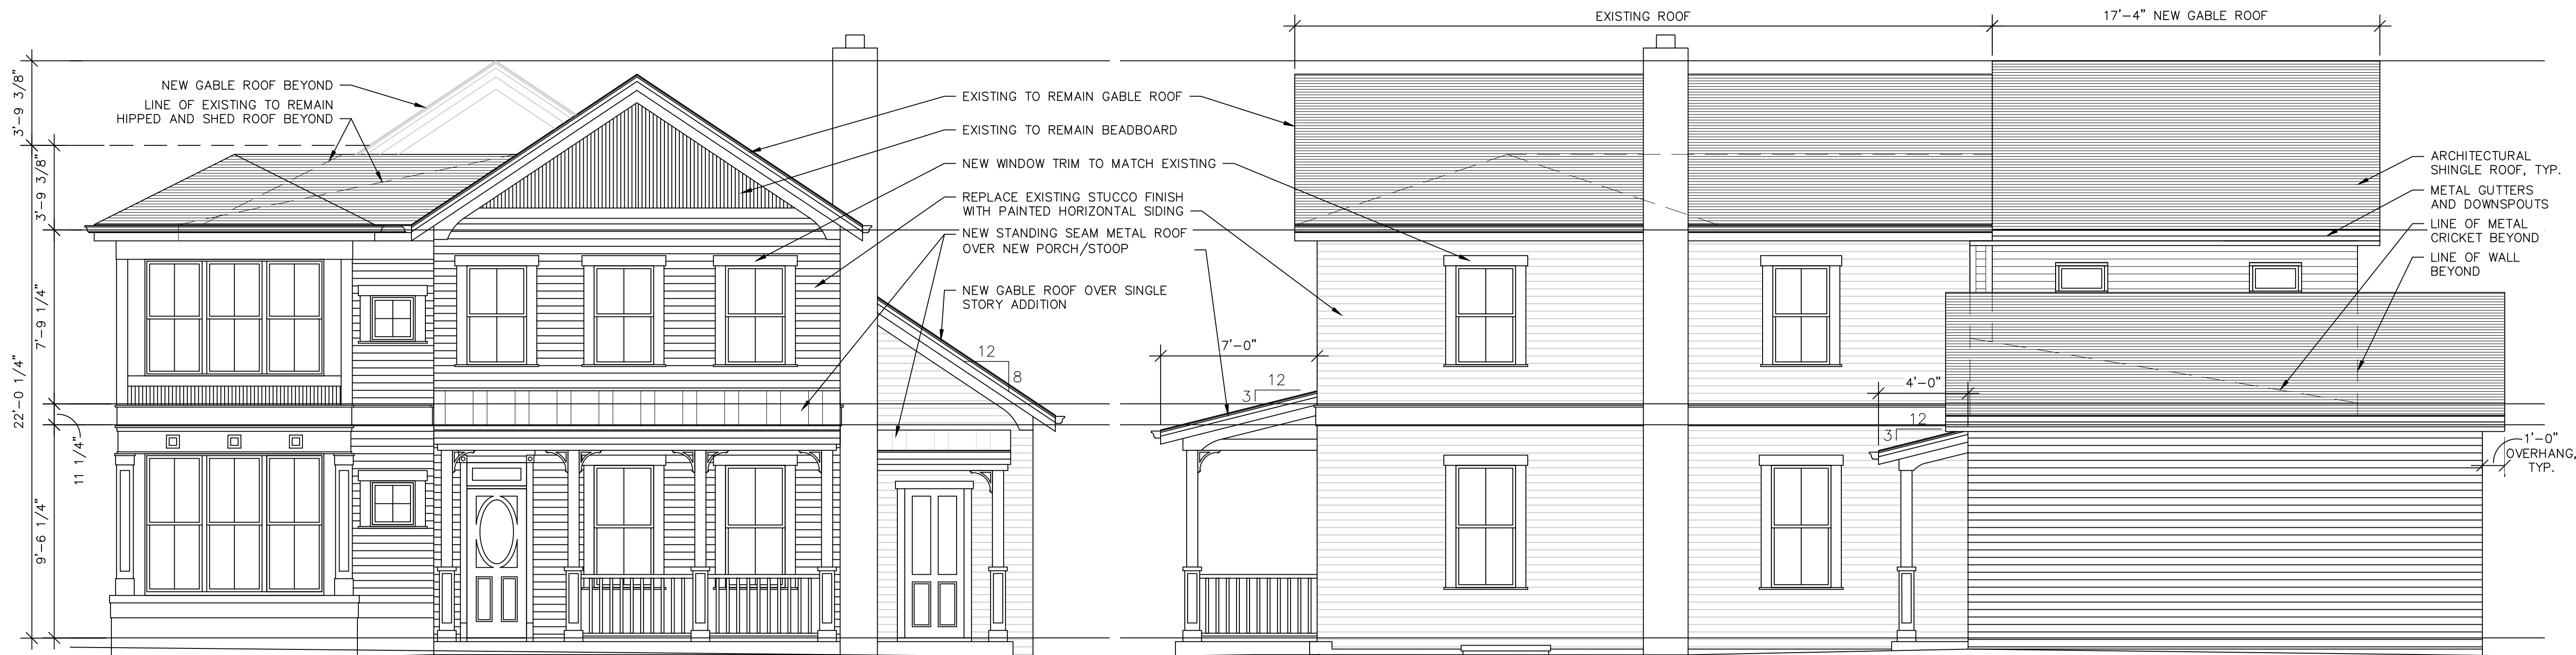 EXISTING ROOF
17'-4" NEW GABLE ROOF
3'-9 3/8"
NEW GABLE ROOF BEYOND
LINE OF EXISTING TO REMAIN
HIPPED AND SHED ROOF BEYOND
EXISTING TO REMAIN GABLE ROOF
EXISTING TO REMAIN BEADBOARD
NEW WINDOW TRIM TO MATCH EXISTING
REPLACE EXISTING STUCCO FINISH
WITH PAINTED HORIZONTAL SIDING
NEW STANDING SEAM METAL ROOF
OVER NEW PORCH/STOOP
NEW GABLE ROOF OVER SINGLE
STORY ADDITION
ARCHITECTURAL
SHINGLE ROOF, TYP.
METAL GUTTERS
AND DOWNSPOUTS
LINE OF METAL
CRICKET BEYOND
LINE OF WALL
BEYOND
3'-9 3/8"
7'-9 1/4"
22'-0 1/4"
11 1/4"
9'-6 1/4"
12
8
7'-0"
12
3
4'-0"
12
3
1'-0"
OVERHANG,
TYP.